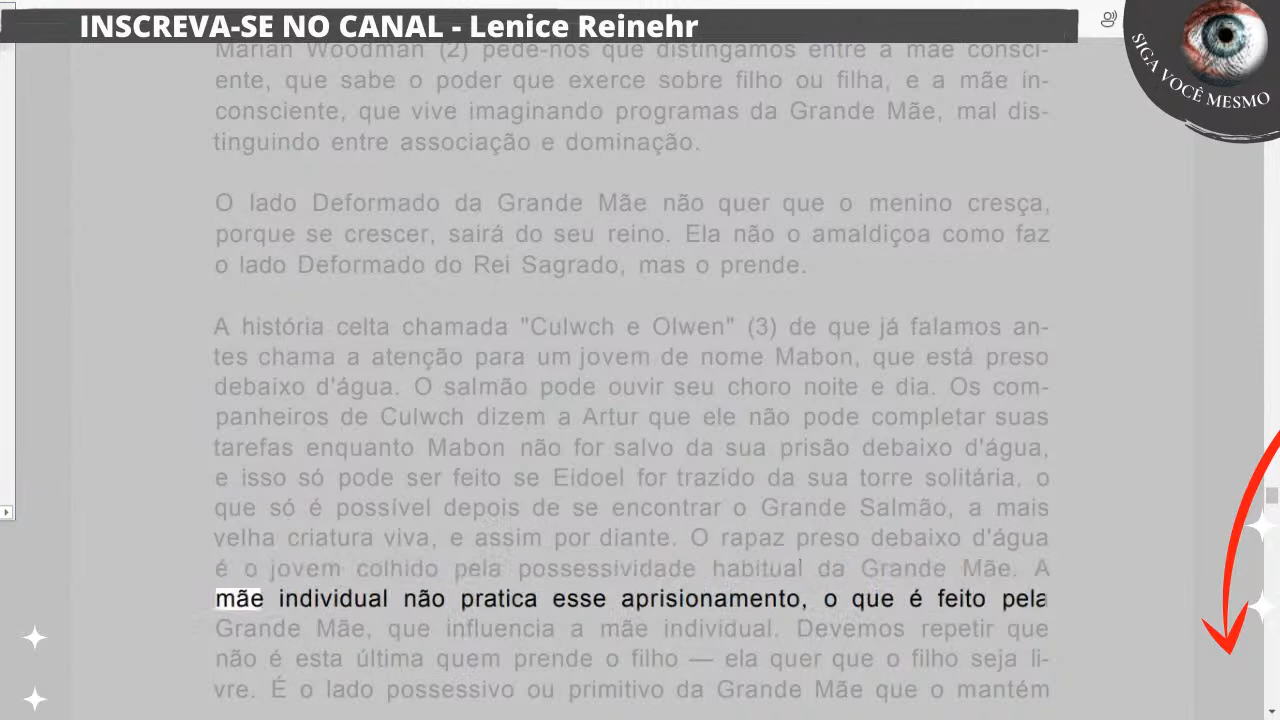 INSCREVA-SE NO CANAL - Lenice Reinehr
SIGA VOCÊ MESMO
Marian Woodman (2) pede-nos que distingamos entre a mãe consci-
ente, que sabe o poder que exerce sobre filho ou filha, e a mãe in-
consciente, que vive imaginando programas da Grande Mãe, mal dis-
tinguindo entre associação e dominação.
O lado Deformado da Grande Mãe não quer que o menino cresça,
porque se crescer, sairá do seu reino. Ela não o amaldiçoa como faz
o lado Deformado do Rei Sagrado, mas o prende.
A história celta chamada "Culwch e Olwen" (3) de que já falamos an-
tes chama a atenção para um jovem de nome Mabon, que está preso
debaixo d'água. O salmão pode ouvir seu choro noite e dia. Os com-
panheiros de Culwch dizem a Artur que ele não pode completar suas
tarefas enquanto Mabon não for salvo da sua prisão debaixo d'água,
e isso só pode ser feito se Eidoel for trazido da sua torre solitária, o
que só é possível depois de se encontrar o Grande Salmão, a mais
velha criatura viva, e assim por diante. O rapaz preso debaixo d'água
é o jovem colhido pela possessividade habitual da Grande Mãe. A
mãe individual não pratica esse aprisionamento, o que é feito pela
Grande Mãe, que influencia a mãe individual. Devemos repetir que
não é esta última quem prende o filho — ela quer que o filho seja li-
vre. É o lado possessivo ou primitivo da Grande Mãe que o mantém